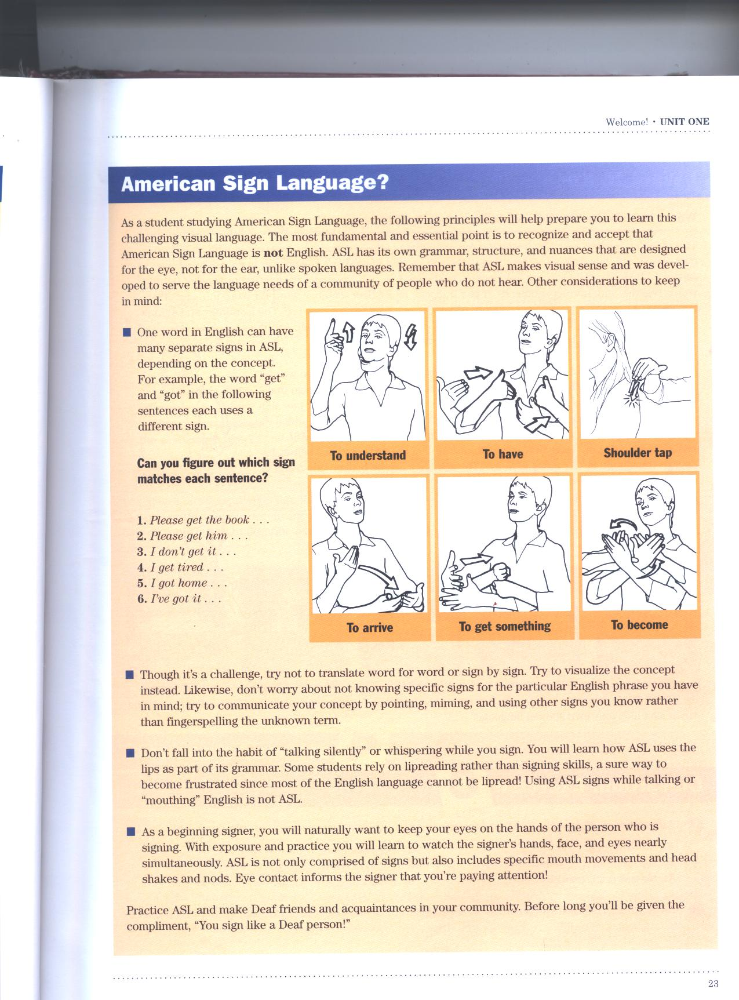 Welcome! • UNIT ONE
American Sign Language?
As a student studying American Sign Language, the following principles will help prepare you to learn this
challenging visual language. The most fundamental and essential point is to recognize and accept that
American Sign Language is not English. ASL has its own grammar, structure, and nuances that are designed
for the eye, not for the ear, unlike spoken languages. Remember that ASL makes visual sense and was devel-
oped to serve the language needs of a community of people who do not hear. Other considerations to keep
in mind:
■ One word in English can have
many separate signs in ASL,
depending on the concept.
For example, the word “get”
and “got” in the following
sentences each uses a
different sign.
Can you figure out which sign
matches each sentence?
1. Please get the book . . .
2. Please get him . . .
3. I don't get it . . .
4. I get tired . . .
5. I got home . . .
6. I've got it . . .
To understand
To have
Shoulder tap
To arrive
To get something
To become
■ Though it's a challenge, try not to translate word for word or sign by sign. Try to visualize the concept
instead. Likewise, don't worry about not knowing specific signs for the particular English phrase you have
in mind; try to communicate your concept by pointing, miming, and using other signs you know rather
than fingerspelling the unknown term.
■ Don't fall into the habit of “talking silently” or whispering while you sign. You will learn how ASL uses the
lips as part of its grammar. Some students rely on lipreading rather than signing skills, a sure way to
become frustrated since most of the English language cannot be lipread! Using ASL signs while talking or
“mouthing” English is not ASL.
■ As a beginning signer, you will naturally want to keep your eyes on the hands of the person who is
signing. With exposure and practice you will learn to watch the signer's hands, face, and eyes nearly
simultaneously. ASL is not only comprised of signs but also includes specific mouth movements and head
shakes and nods. Eye contact informs the signer that you're paying attention!
Practice ASL and make Deaf friends and acquaintances in your community. Before long you'll be given the
compliment, “You sign like a Deaf person!”
23